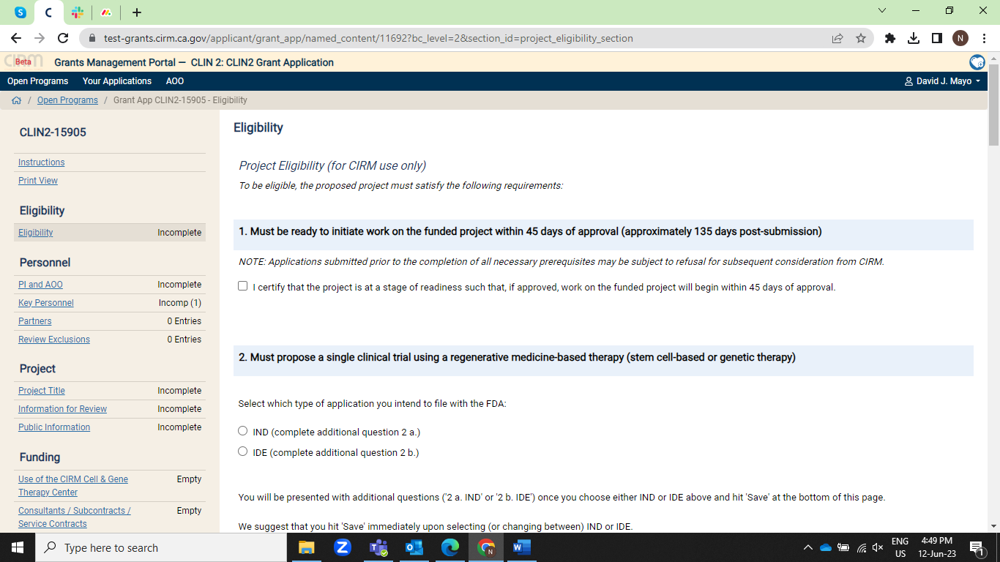 test-grants.cirm.ca.gov/applicant/grant_app/named_content/11692?bc_level=2&section_id=project_eligibility_section
N
CIRM
Beta
Grants Management Portal — CLIN 2: CLIN2 Grant Application
Open Programs Your Applications AOO David J. Mayo
/ Open Programs / Grant App CLIN2-15905 - Eligibility
CLIN2-15905
Instructions
Print View
Eligibility
Eligibility Incomplete
Personnel
PI and AOO Incomplete
Key Personnel Incomp (1)
Partners 0 Entries
Review Exclusions 0 Entries
Project
Project Title Incomplete
Information for Review Incomplete
Public Information Incomplete
Funding
Use of the CIRM Cell & Gene Empty
Therapy Center
Consultants / Subcontracts / Empty
Service Contracts
Eligibility
Project Eligibility (for CIRM use only)
To be eligible, the proposed project must satisfy the following requirements:
1. Must be ready to initiate work on the funded project within 45 days of approval (approximately 135 days post-submission)
NOTE: Applications submitted prior to the completion of all necessary prerequisites may be subject to refusal for subsequent consideration from CIRM.
I certify that the project is at a stage of readiness such that, if approved, work on the funded project will begin within 45 days of approval.
2. Must propose a single clinical trial using a regenerative medicine-based therapy (stem cell-based or genetic therapy)
Select which type of application you intend to file with the FDA:
IND (complete additional question 2 a.)
IDE (complete additional question 2 b.)
You will be presented with additional questions ('2 a. IND' or '2 b. IDE') once you choose either IND or IDE above and hit 'Save' at the bottom of this page.
We suggest that you hit 'Save' immediately upon selecting (or changing between) IND or IDE.
Type here to search
ENG
US
4:49 PM
12-Jun-23
1